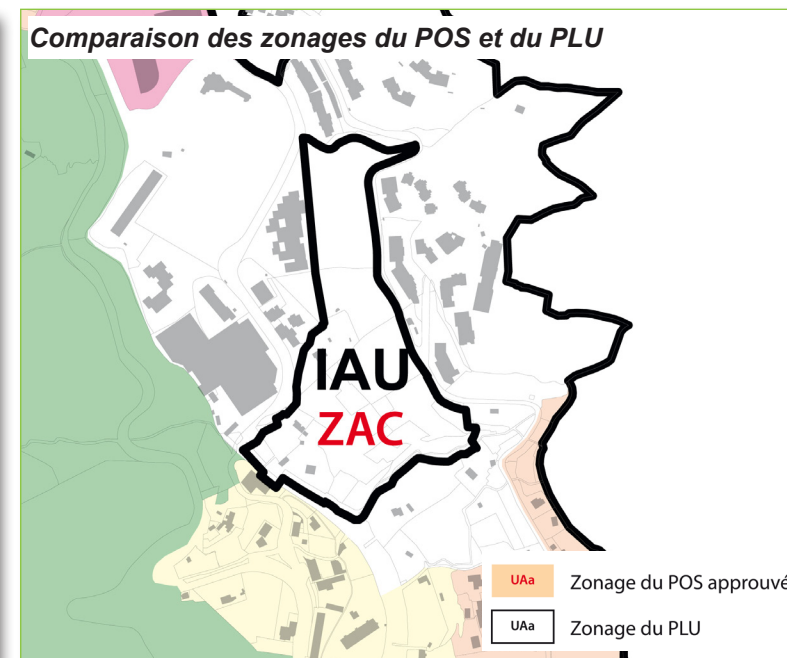 Comparaison des zonages du POS et du PLU
IAU
ZAC
UAa Zonage du POS approuvé
UAa Zonage du PLU